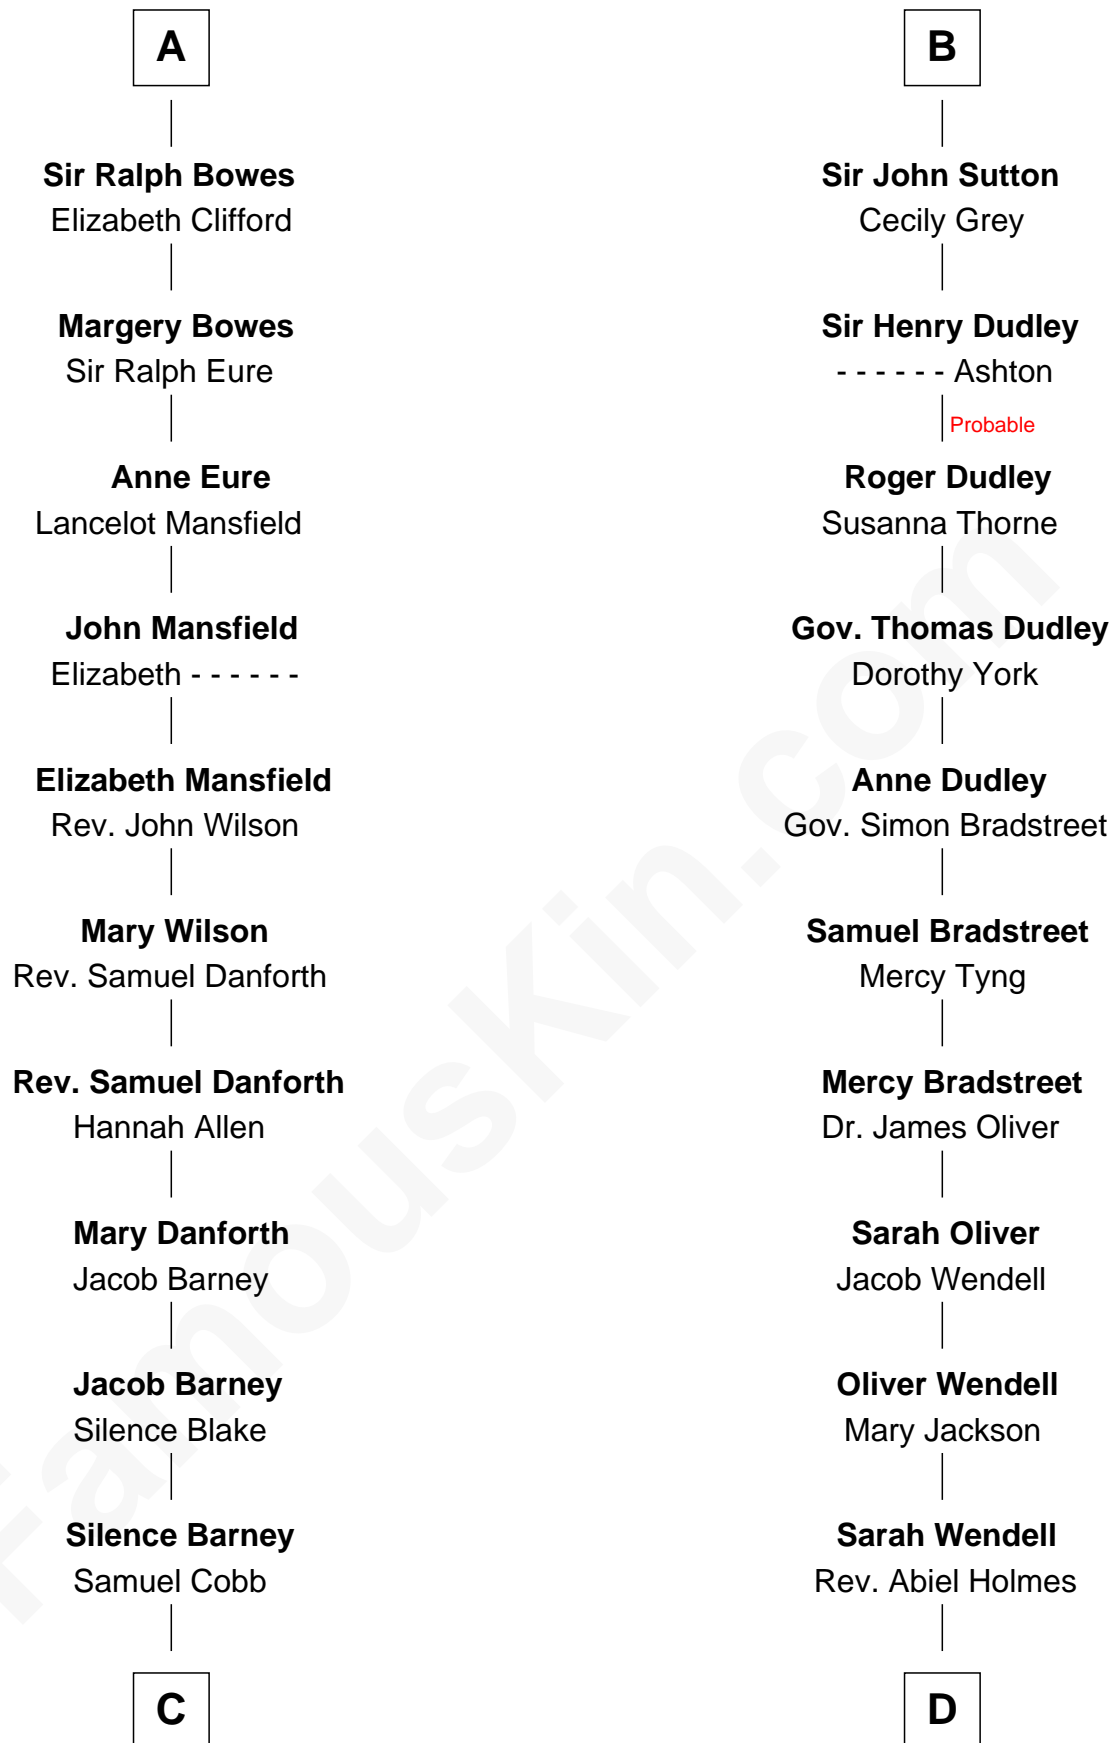 A
Sir Ralph Bowes
Elizabeth Clifford
Margery Bowes
Sir Ralph Eure
Anne Eure
Lancelot Mansfield
John Mansfield
Elizabeth - - - - - -
Elizabeth Mansfield
Rev. John Wilson
Mary Wilson
Rev. Samuel Danforth
Rev. Samuel Danforth
Hannah Allen
Mary Danforth
Jacob Barney
Jacob Barney
Silence Blake
Silence Barney
Samuel Cobb
C
B
Sir John Sutton
Cecily Grey
Sir Henry Dudley
- - - - - - Ashton
Probable
Roger Dudley
Susanna Thorne
Gov. Thomas Dudley
Dorothy York
Anne Dudley
Gov. Simon Bradstreet
Samuel Bradstreet
Mercy Tyng
Mercy Bradstreet
Dr. James Oliver
Sarah Oliver
Jacob Wendell
Oliver Wendell
Mary Jackson
Sarah Wendell
Rev. Abiel Holmes
D
FamousKin.com